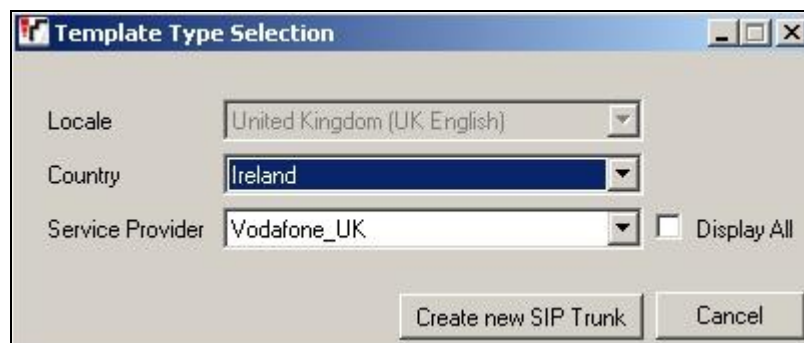 Template Type Selection
Locale United Kingdom (UK English)
Country Ireland
Service Provider Vodafone_UK Display All
Create new SIP Trunk Cancel